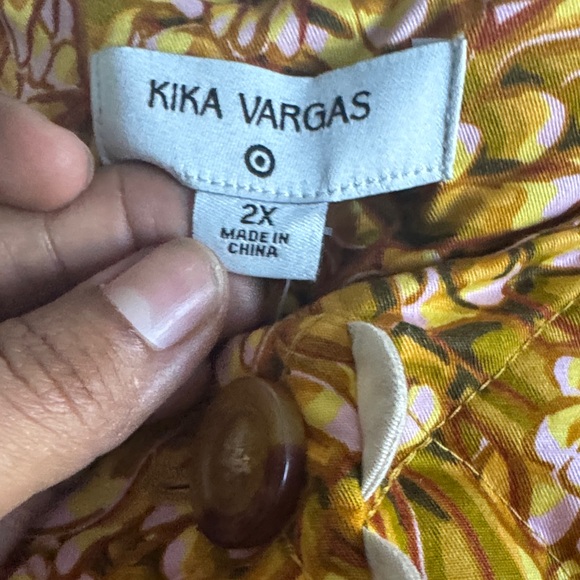 KIKA VARGAS
2X
MADE IN
CHINA